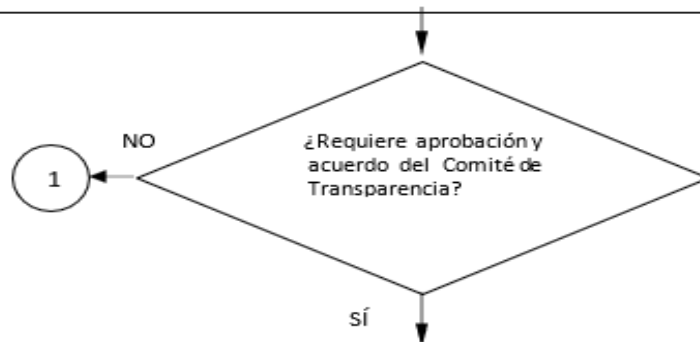 NO
¿Requiere aprobación y
acuerdo del Comité de
Transparencia?
1
SÍ